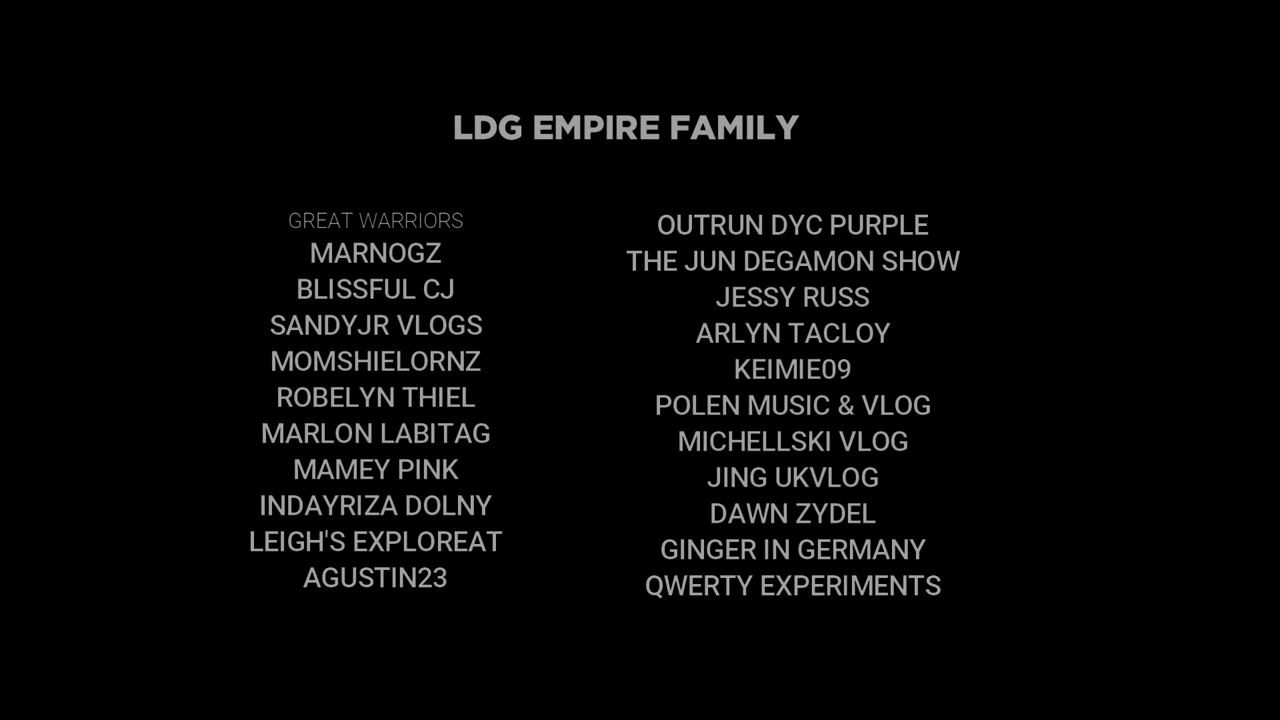 LDG EMPIRE FAMILY
GREAT WARRIORS
MARNOGZ
BLISSFUL CJ
SANDYJR VLOGS
MOMSHIELORNZ
ROBELYN THIEL
MARLON LABITAG
MAMEY PINK
INDAYRIZA DOLNY
LEIGH'S EXPLOREAT
AGUSTIN23
OUTRUN DYC PURPLE
THE JUN DEGAMON SHOW
JESSY RUSS
ARLYN TACLOY
KEIMIE09
POLEN MUSIC & VLOG
MICHELLSKI VLOG
JING UKVLOG
DAWN ZYDEL
GINGER IN GERMANY
QWERTY EXPERIMENTS